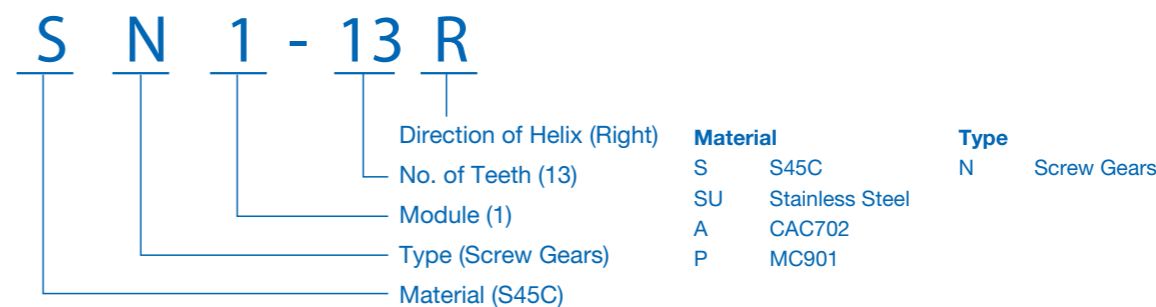 S N 1 - 13 R
Direction of Helix (Right)
No. of Teeth (13)
Module (1)
Type (Screw Gears)
Material (S45C)
Material
S S45C
SU Stainless Steel
A CAC702
P MC901
Type
N Screw Gears